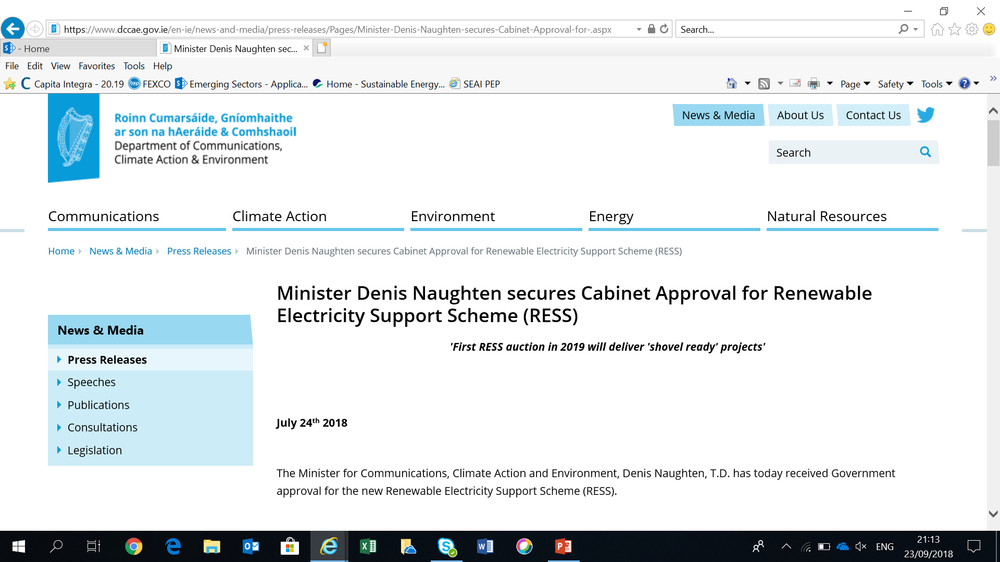 https://www.dccae.gov.ie/en-ie/news-and-media/press-releases/Pages/Minister-Denis-Naughten-secures-Cabinet-Approval-for-.aspx
Search...
- Home
Minister Denis Naughten sec...
File Edit View Favorites Tools Help
Capita Integra - 20.19 FEXCO Emerging Sectors - Applica... Home - Sustainable Energy... SEAI PEP
Page Safety Tools
Roinn Cumarsáide, Gníomhaithe
ar son na hAeráide & Comhshaoil
Department of Communications,
Climate Action & Environment
News & Media About Us Contact Us
Search
Communications Climate Action Environment Energy Natural Resources
Home News & Media Press Releases Minister Denis Naughten secures Cabinet Approval for Renewable Electricity Support Scheme (RESS)
Minister Denis Naughten secures Cabinet Approval for Renewable
Electricity Support Scheme (RESS)
'First RESS auction in 2019 will deliver 'shovel ready' projects'
News & Media
Press Releases
Speeches
Publications
Consultations
Legislation
July 24th 2018
The Minister for Communications, Climate Action and Environment, Denis Naughten, T.D. has today received Government
approval for the new Renewable Electricity Support Scheme (RESS).
ENG
21:13
23/09/2018